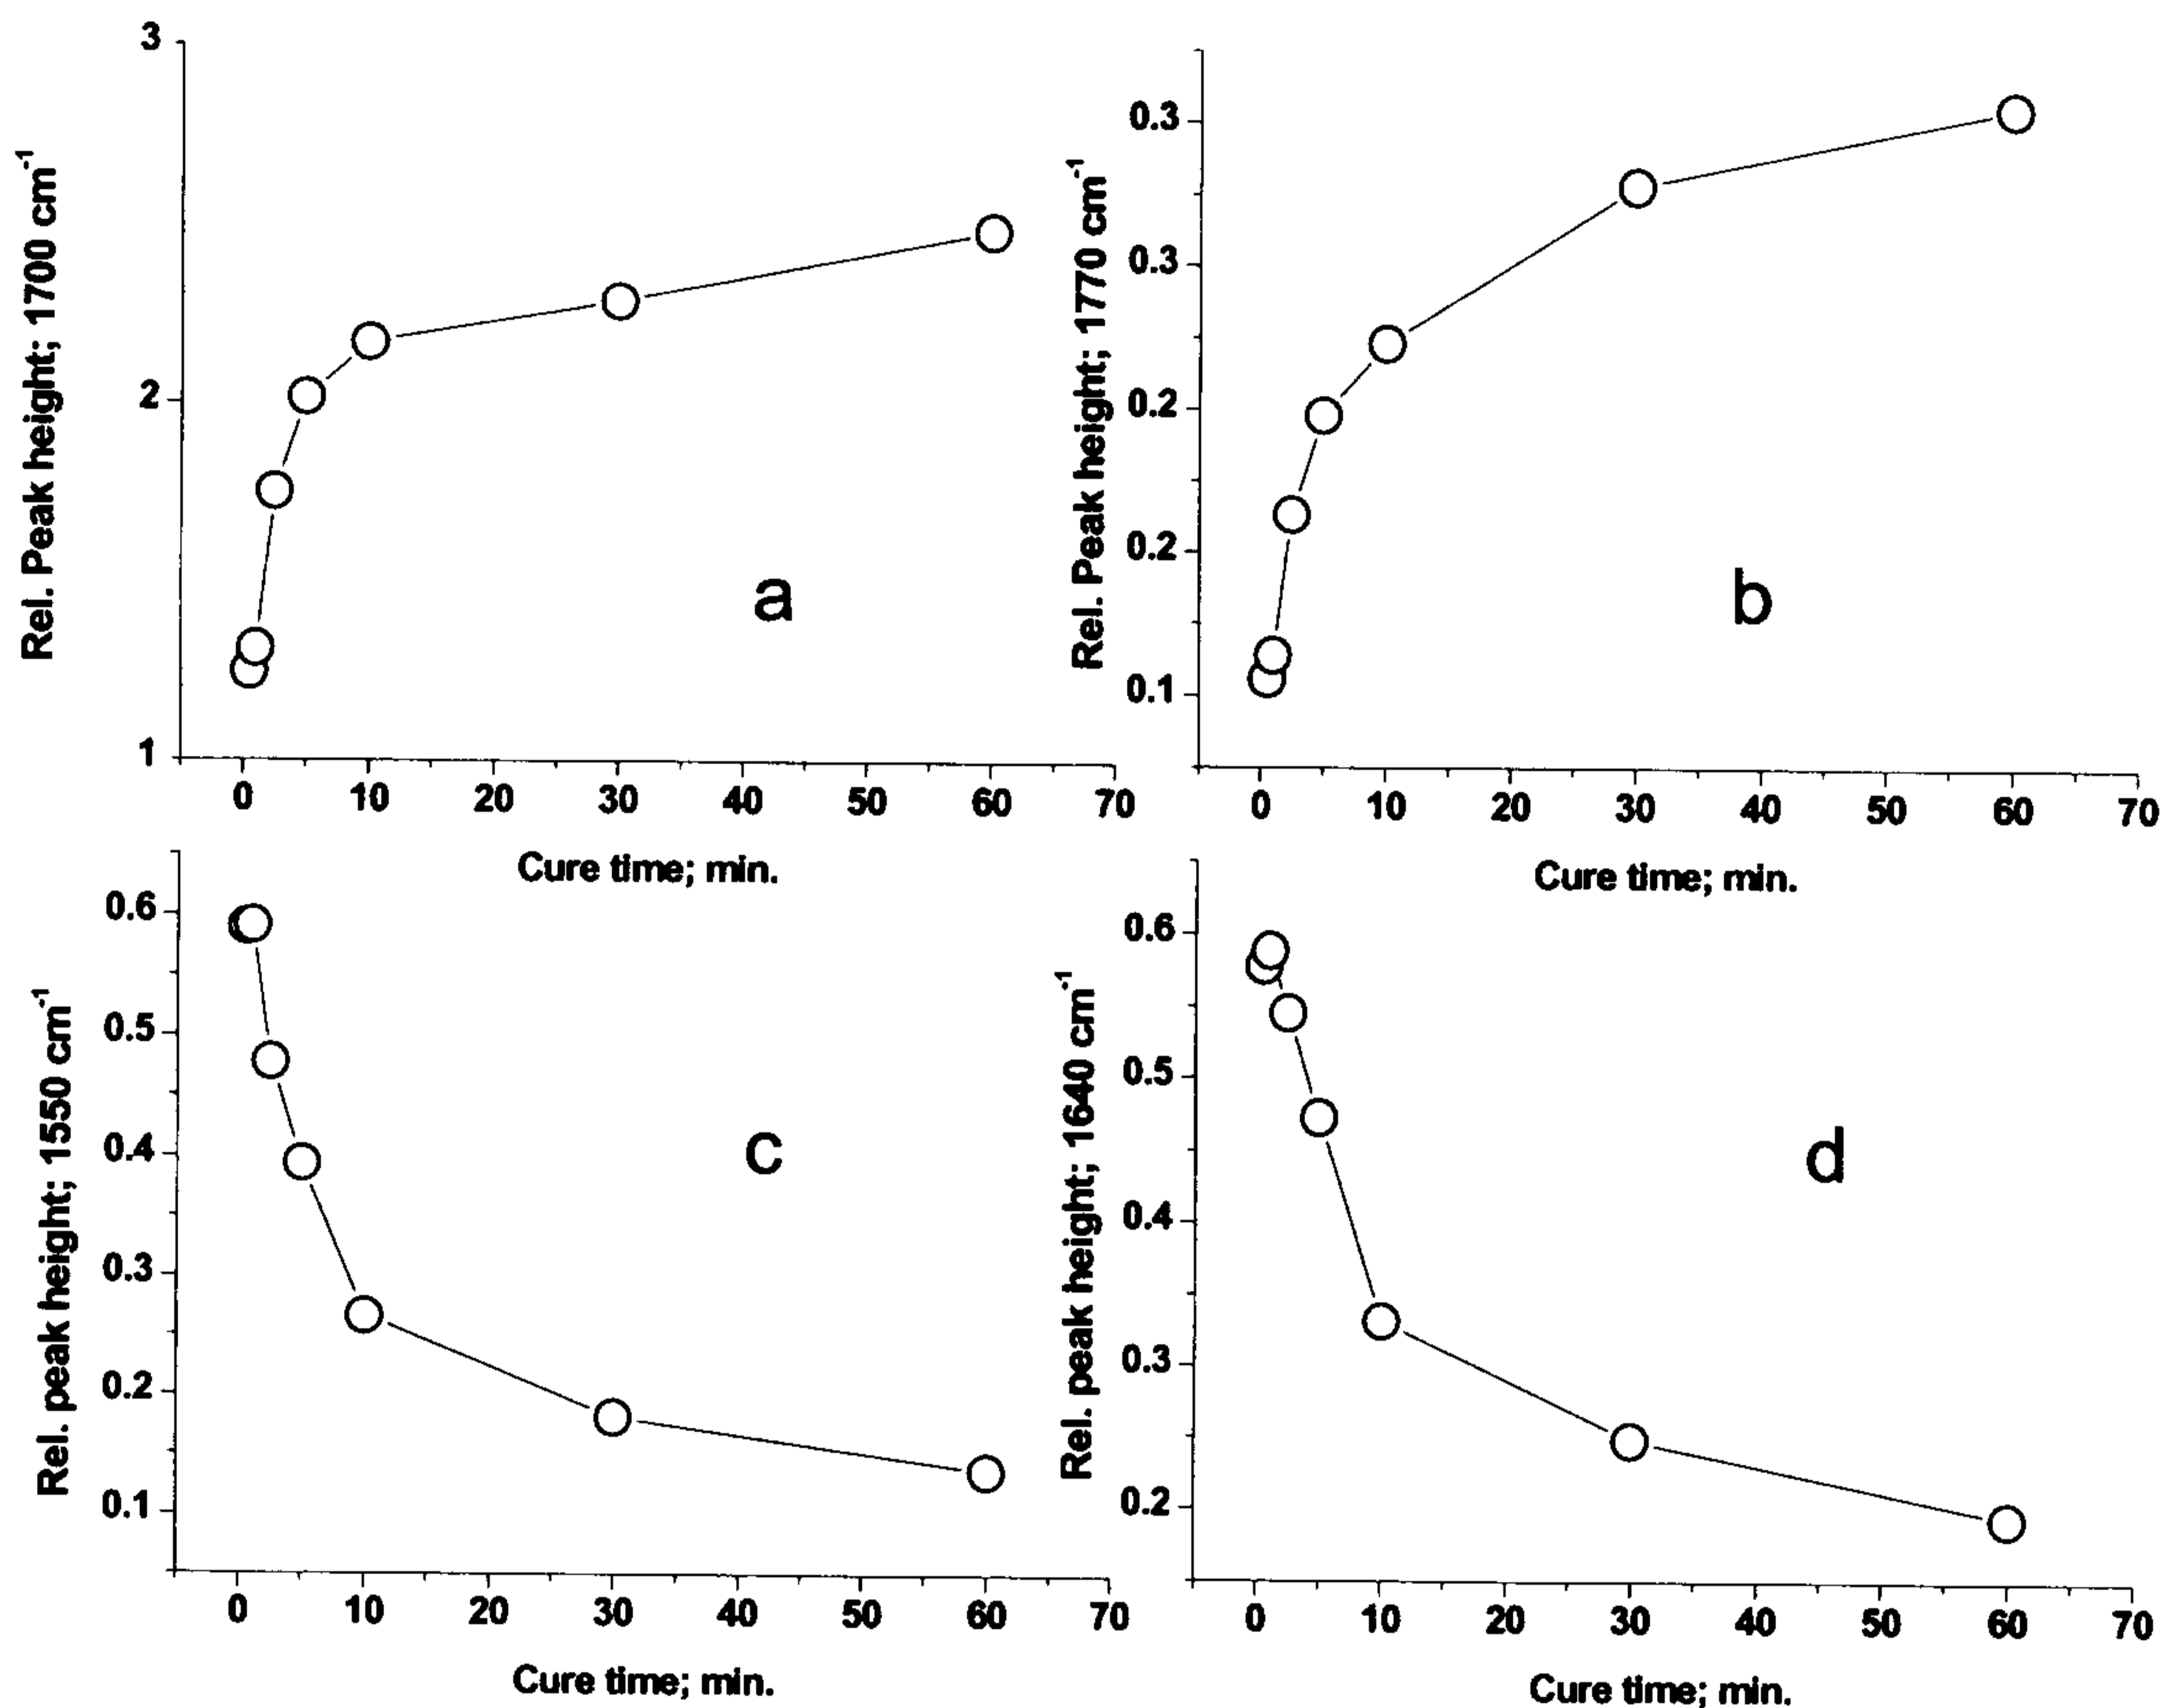 Rel. Peak height; 1700 cm⁻¹
3
2
1
a
0 10 20 30 40 50 60 70
Cure time; min.
Rel. Peak height; 1770 cm⁻¹
0.3
0.3
0.2
0.2
0.1
b
0 10 20 30 40 50 60 70
Cure time; min.
Rel. peak height; 1550 cm⁻¹
0.6
0.5
0.4
0.3
0.2
0.1
c
0 10 20 30 40 50 60 70
Cure time; min.
Rel. peak height; 1640 cm⁻¹
0.6
0.5
0.4
0.3
0.2
d
0 10 20 30 40 50 60 70
Cure time; min.